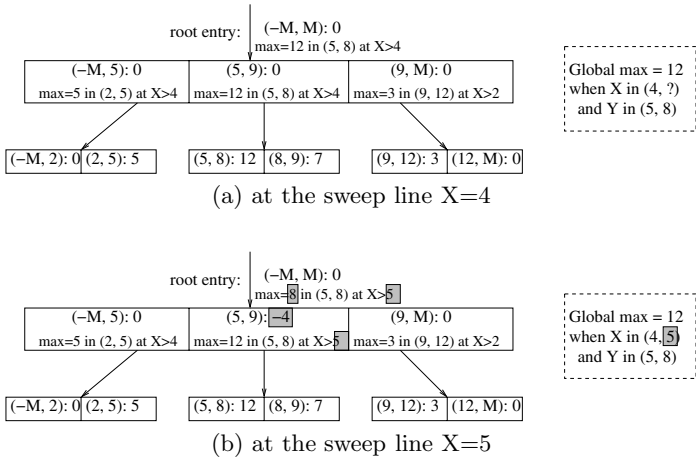 (−M, M): 0
root entry:
max=12 in (5, 8) at X>4
(−M, 5): 0 (5, 9): 0 (9, M): 0
max=5 in (2, 5) at X>4 max=12 in (5, 8) at X>4 max=3 in (9, 12) at X>2
Global max = 12
when X in (4, ?)
and Y in (5, 8)
(−M, 2): 0 (2, 5): 5 (5, 8): 12 (8, 9): 7 (9, 12): 3 (12, M): 0
(a) at the sweep line X=4
root entry: (−M, M): 0
max=8 in (5, 8) at X>5
(−M, 5): 0 (5, 9): −4 (9, M): 0
max=5 in (2, 5) at X>4 max=12 in (5, 8) at X>5 max=3 in (9, 12) at X>2
Global max = 12
when X in (4, 5)
and Y in (5, 8)
(−M, 2): 0 (2, 5): 5 (5, 8): 12 (8, 9): 7 (9, 12): 3 (12, M): 0
(b) at the sweep line X=5